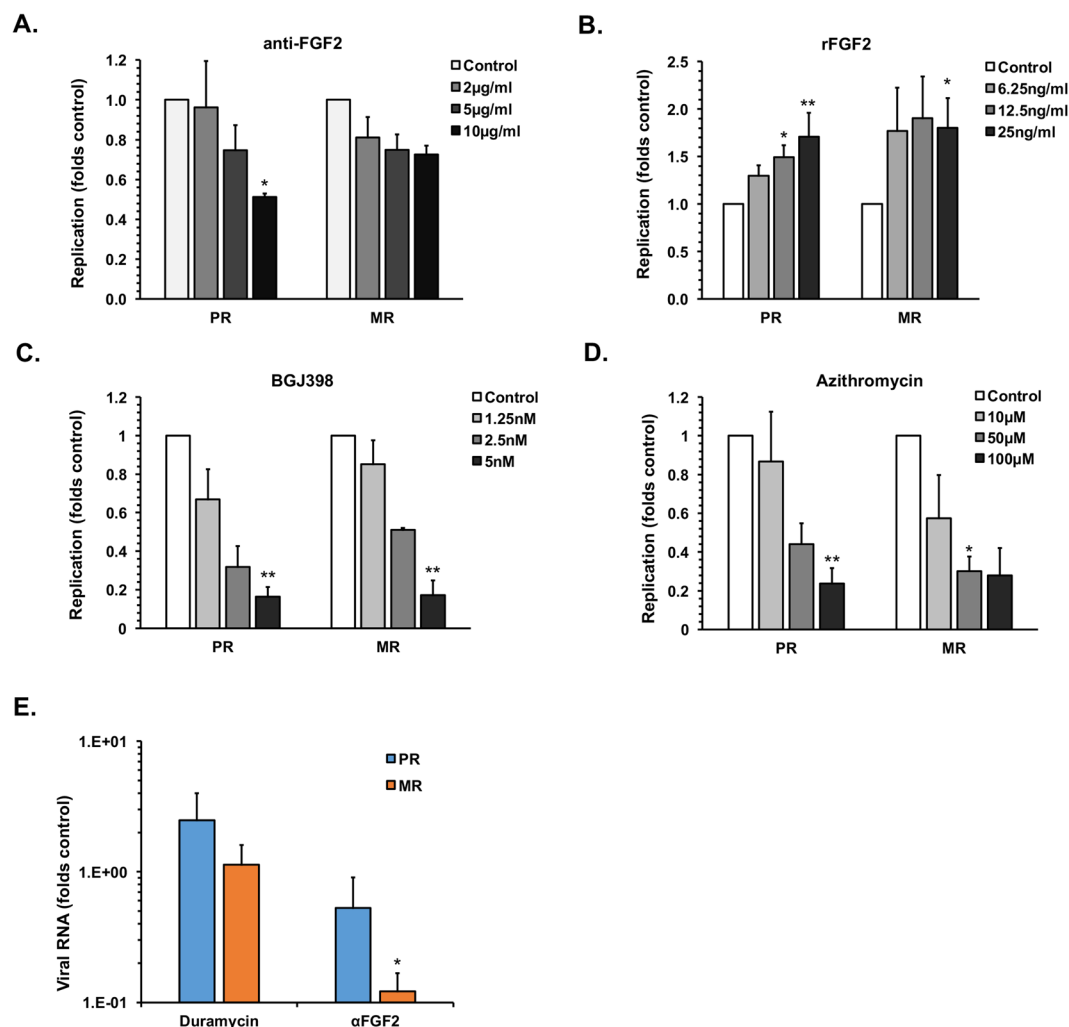 A.
anti-FGF2
Replication (folds control)
1.2
1.0
0.8
0.6
0.4
0.2
0.0
*
PR
MR
Control
2µg/ml
5µg/ml
10µg/ml
B.
rFGF2
Replication (folds control)
2.5
2.0
1.5
1.0
0.5
0.0
*
**
*
PR
MR
Control
6.25ng/ml
12.5ng/ml
25ng/ml
C.
BGJ398
Replication (folds control)
1.2
1
0.8
0.6
0.4
0.2
0
**
**
PR
MR
Control
1.25nM
2.5nM
5nM
D.
Azithromycin
Replication (folds control)
1.2
1
0.8
0.6
0.4
0.2
0
**
*
PR
MR
Control
10µM
50µM
100µM
E.
Viral RNA (folds control)
1.E+01
1.E+00
1.E-01
*
Duramycin
αFGF2
PR
MR